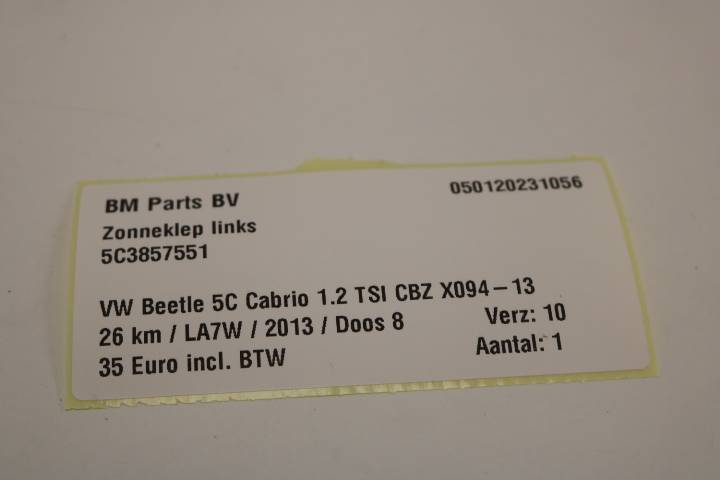 BM Parts BV 050120231056
Zonneklep links
5C3857551
VW Beetle 5C Cabrio 1.2 TSI CBZ X094-13
26 km / LA7W / 2013 / Doos 8 Verz: 10
35 Euro incl. BTW Aantal: 1